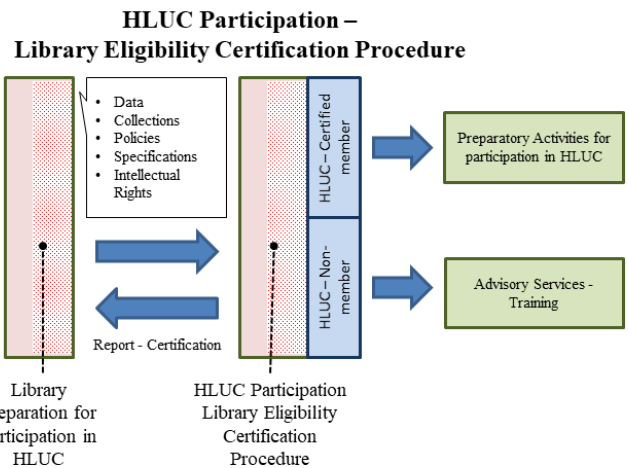 HLUC Participation –
Library Eligibility Certification Procedure
• Data
• Collections
• Policies
• Specifications
• Intellectual
Rights
HLUC – Certified
member
HLUC – Non-
member
Preparatory Activities for
participation in HLUC
Advisory Services -
Training
Report - Certification
Library
eparation for
rticipation in
HLUC
HLUC Participation
Library Eligibility
Certification
Procedure